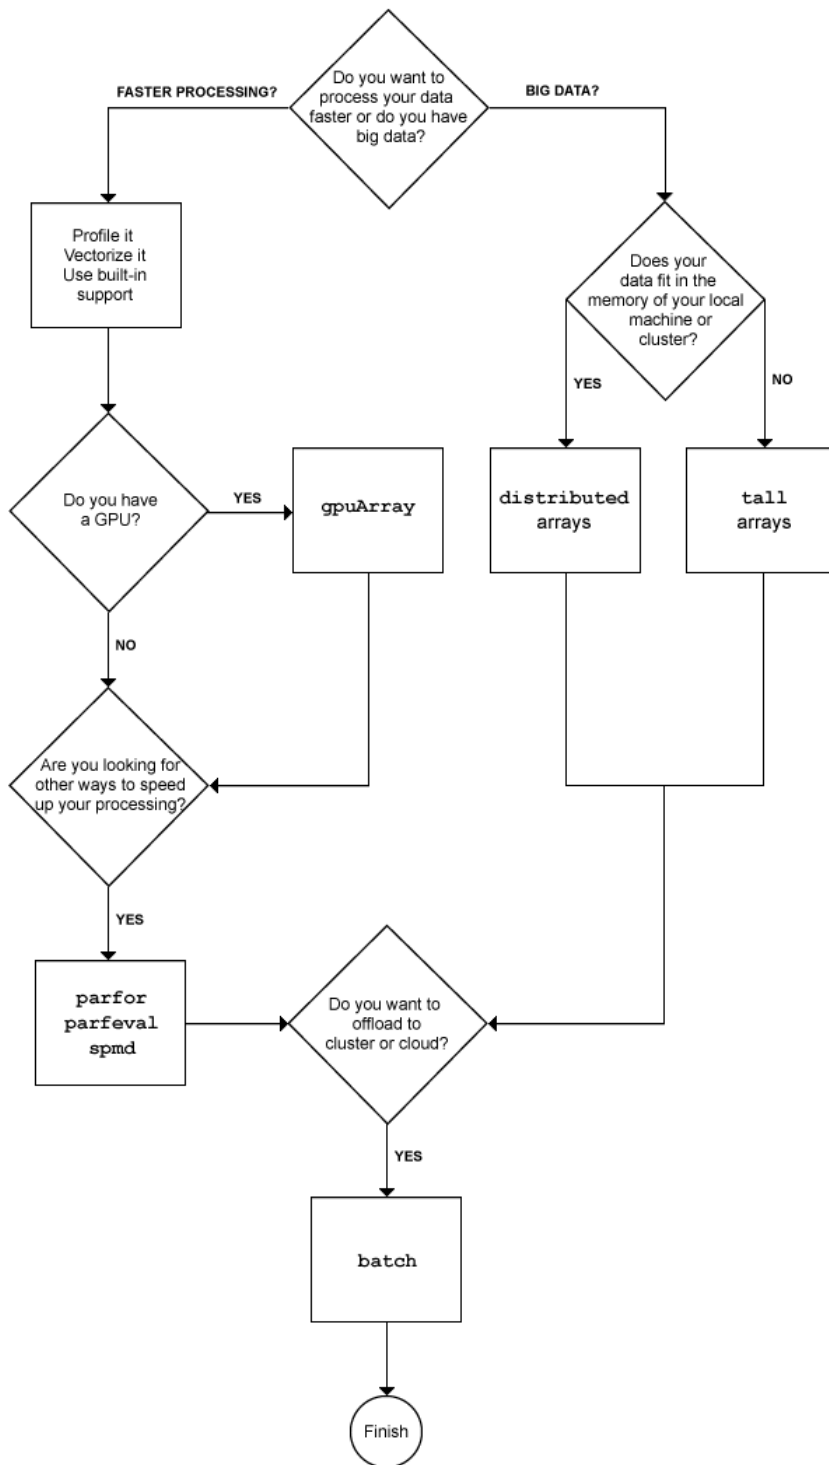 Do you want to
process your data
faster or do you have
big data?
FASTER PROCESSING?
BIG DATA?
Profile it
Vectorize it
Use built-in
support
Does your
data fit in the
memory of your local
machine or
cluster?
YES
NO
Do you have
a GPU?
YES
gpuArray
distributed
arrays
tall
arrays
NO
Are you looking for
other ways to speed
up your processing?
YES
parfor
parfeval
spmd
Do you want to
offload to
cluster or cloud?
YES
batch
Finish